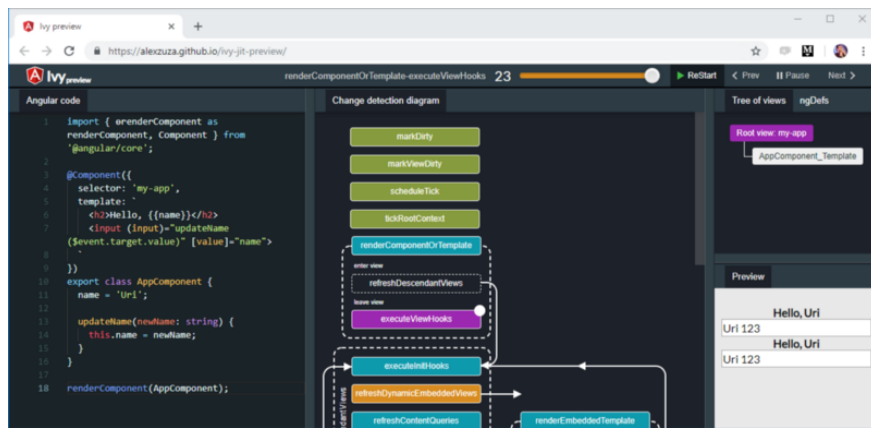 Ivy preview
https://alexzuza.github.io/ivy-jit-preview/
Ivy preview
renderComponentOrTemplate-executeViewHooks 23
ReStart
Prev
Pause
Next
Angular code
1 import { ɵrenderComponent as
renderComponent, Component } from
'@angular/core';
2
3 @Component({
4 selector: 'my-app',
5 template: `
6 <h2>Hello, {{name}}</h2>
7 <input (input)="updateName
($event.target.value)" [value]="name">
8 `
9 })
10 export class AppComponent {
11 name = 'Uri';
12
13 updateName(newName: string) {
14 this.name = newName;
15 }
16 }
17
18 renderComponent(AppComponent);
Change detection diagram
markDirty
markViewDirty
scheduleTick
tickRootContext
renderComponentOrTemplate
enter view
refreshDescendantViews
leave view
executeViewHooks
executeInitHooks
refreshDynamicEmbeddedViews
refreshContentQueries
renderEmbeddedTemplate
Tree of views
ngDefs
Root view: my-app
AppComponent_Template
Preview
Hello, Uri
Uri 123
Hello, Uri
Uri 123